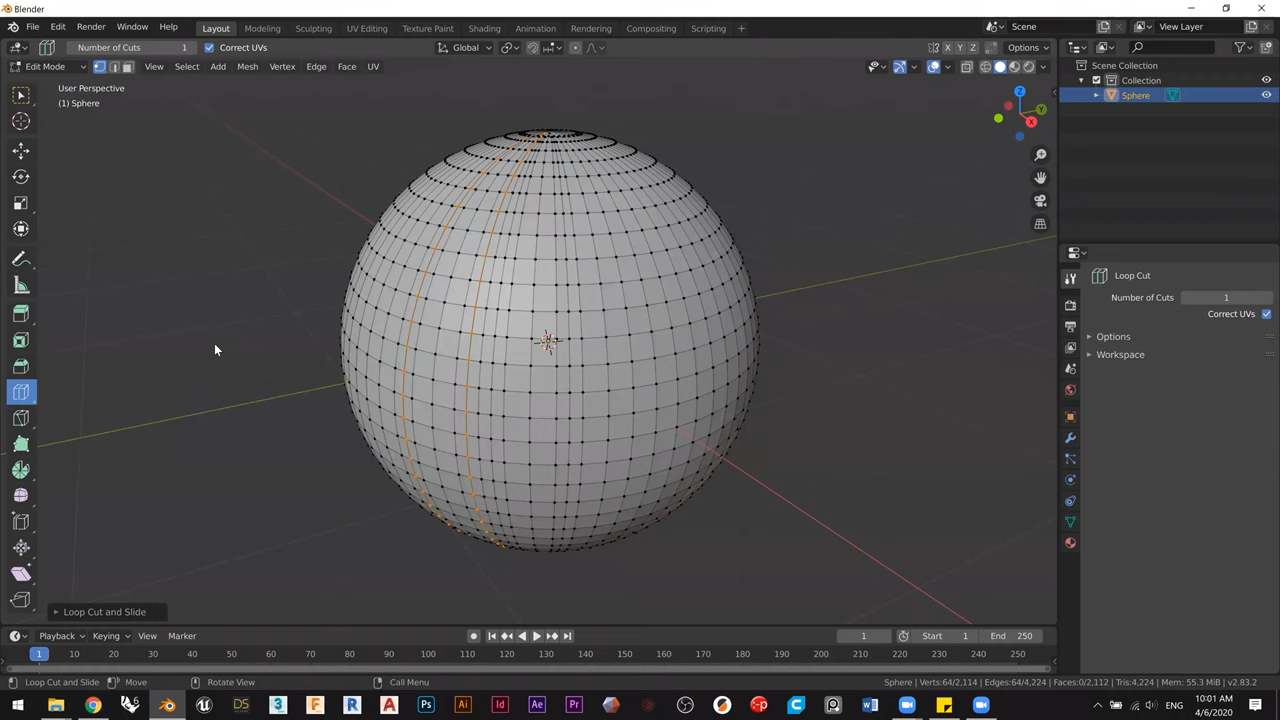 Blender
File Edit Render Window Help Layout Modeling Sculpting UV Editing Texture Paint Shading Animation Rendering Compositing Scripting + Scene View Layer
Number of Cuts 1 Correct UVs Global X Y Z Options
Edit Mode View Select Add Mesh Vertex Edge Face UV
Scene Collection
Collection
Sphere
User Perspective
(1) Sphere
Z
Y
X
Loop Cut
Number of Cuts 1
Correct UVs
Options
Workspace
Loop Cut and Slide
Playback Keying View Marker 1 Start 1 End 250
1 10 20 30 40 50 60 70 80 90 100 110 120 130 140 150 160 170 180 190 200 210 220 230 240 250
Loop Cut and Slide Move Rotate View Call Menu Sphere | Verts:64/2,114 | Edges:64/4,224 | Faces:0/2,112 | Tris:4,224 | Mem: 55.3 MiB | v2.83.2
DS 3 F R A Ps Ai Id Ae Pr W ENG 10:01 AM
4/6/2020